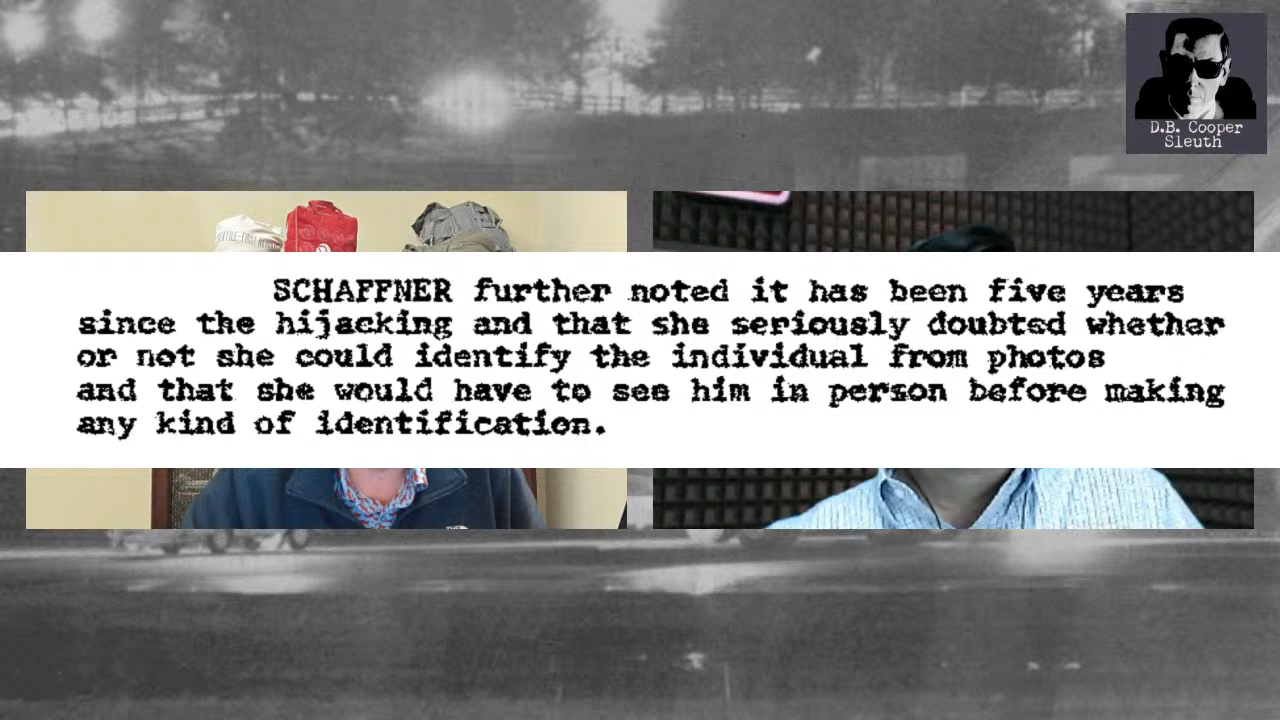 D.B. Cooper
Sleuth
SCHAFFNER further noted it has been five years
since the hijacking and that she seriously doubted whether
or not she could identify the individual from photos
and that she would have to see him in person before making
any kind of identification.